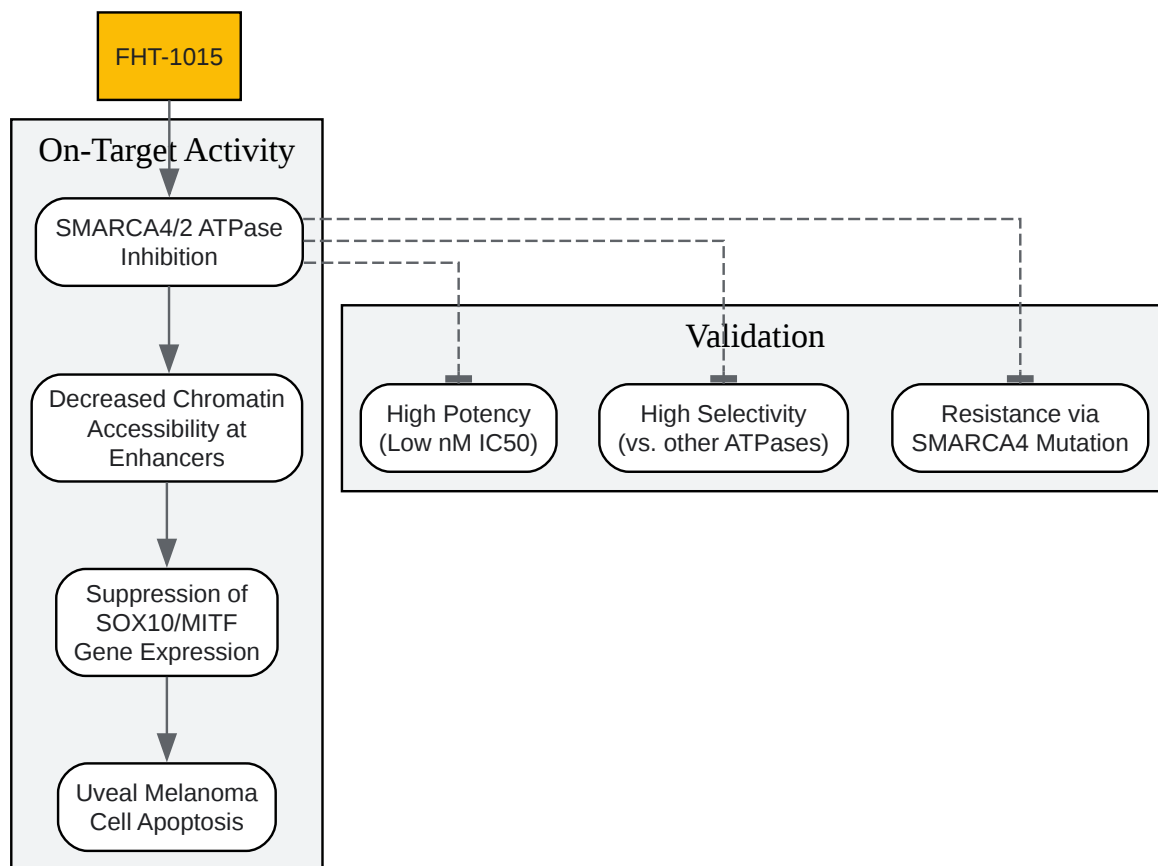 FHT-1015
On-Target Activity
SMARCA4/2 ATPase
Inhibition
Decreased Chromatin
Accessibility at
Enhancers
Suppression of
SOX10/MITF
Gene Expression
Uveal Melanoma
Cell Apoptosis
Validation
High Potency
(Low nM IC50)
High Selectivity
(vs. other ATPases)
Resistance via
SMARCA4 Mutation